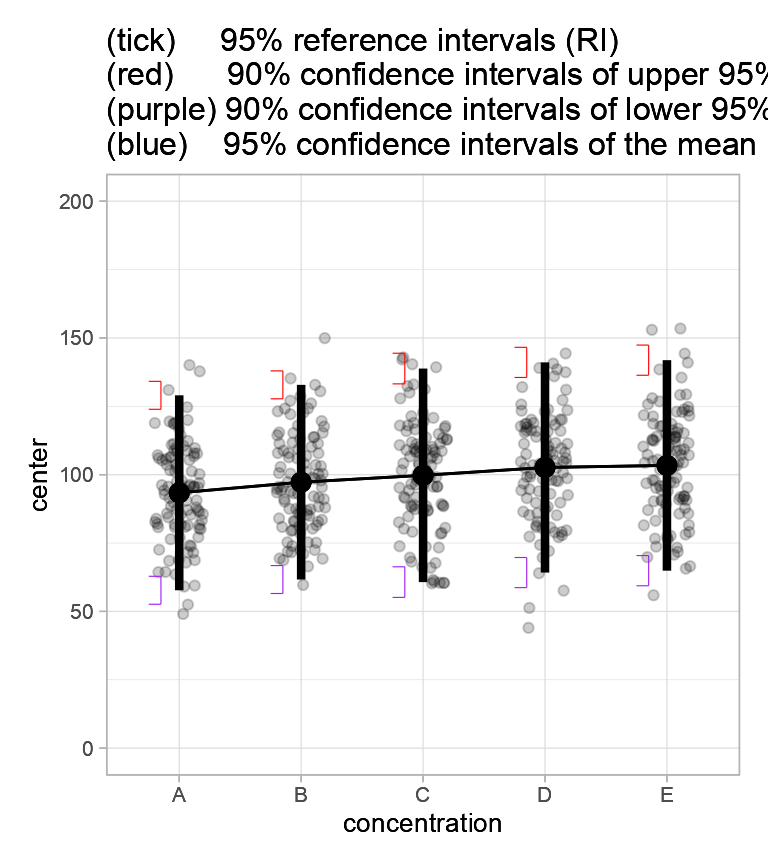 (tick) 95% reference intervals (RI)
(red) 90% confidence intervals of upper 95%
(purple) 90% confidence intervals of lower 95%
(blue) 95% confidence intervals of the mean
200
150
100
50
0
center
A B C D E
concentration